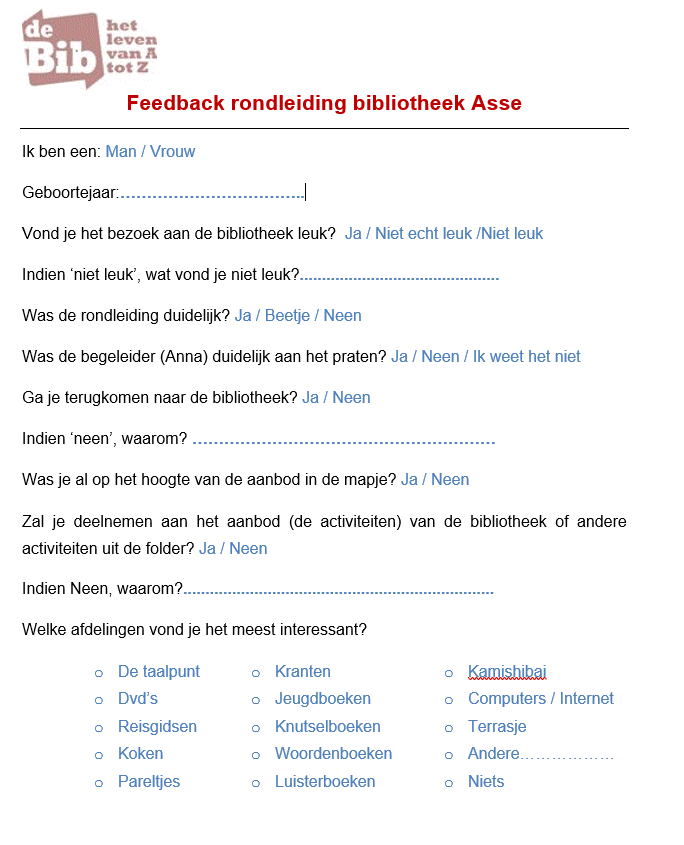 de
Bib
het
leven
van A
tot Z
Feedback rondleiding bibliotheek Asse
Ik ben een: Man / Vrouw
Geboortejaar:……………………………..
Vond je het bezoek aan de bibliotheek leuk?  Ja / Niet echt leuk /Niet leuk
Indien ‘niet leuk’, wat vond je niet leuk?.............................................
Was de rondleiding duidelijk? Ja / Beetje / Neen
Was de begeleider (Anna) duidelijk aan het praten? Ja / Neen / Ik weet het niet
Ga je terugkomen naar de bibliotheek? Ja / Neen
Indien ‘neen’, waarom? …………………………………………………
Was je al op het hoogte van de aanbod in de mapje? Ja / Neen
Zal je deelnemen aan het aanbod (de activiteiten) van de bibliotheek of andere
activiteiten uit de folder? Ja / Neen
Indien Neen, waarom?......................................................................
Welke afdelingen vond je het meest interessant?
o De taalpunt o Kranten o Kamishibaj
o Dvd’s o Jeugdboeken o Computers / Internet
o Reisgidsen o Knutselboeken o Terrasje
o Koken o Woordenboeken o Andere………………
o Pareltjes o Luisterboeken o Niets